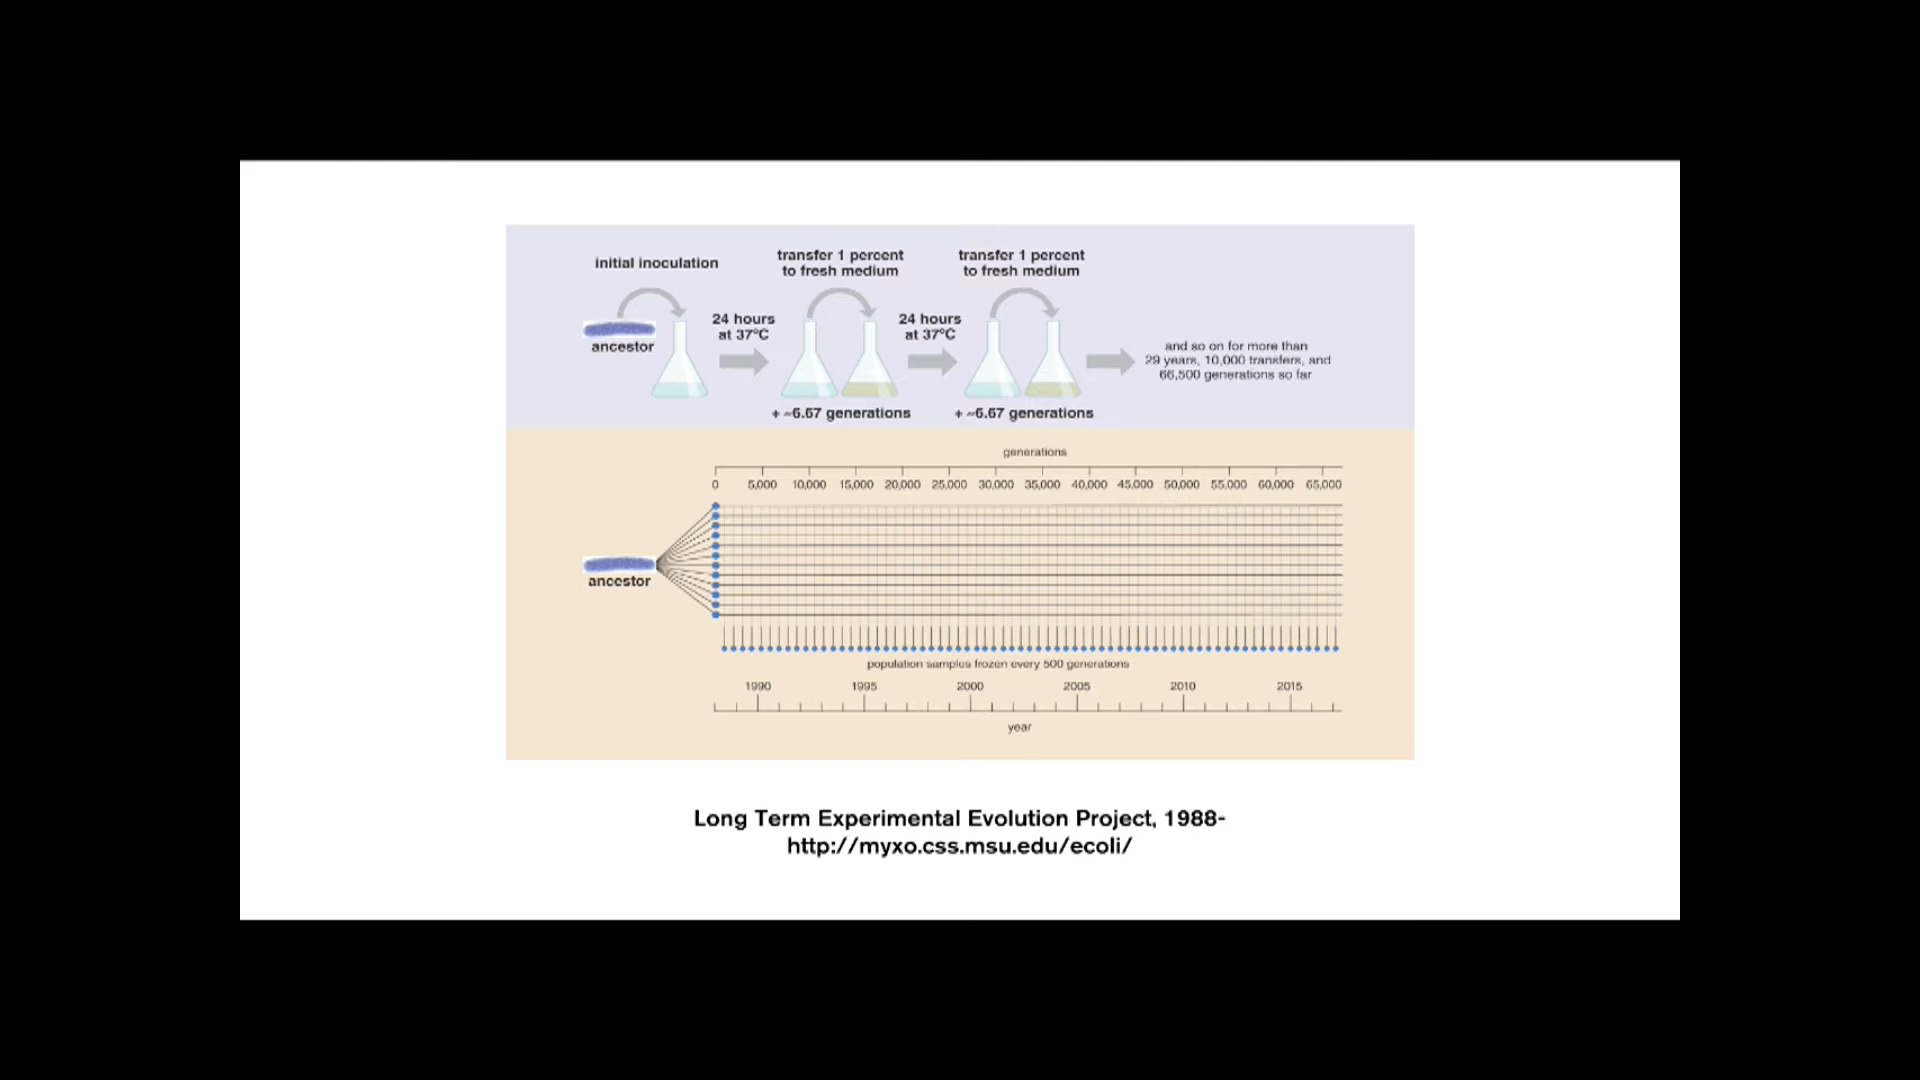 initial inoculation
transfer 1 percent
to fresh medium
transfer 1 percent
to fresh medium
24 hours
at 37°C
24 hours
at 37°C
ancestor
and so on for more than
29 years, 10,000 transfers, and
66,500 generations so far
+ ~6.67 generations
+ ~6.67 generations
generations
0 5,000 10,000 15,000 20,000 25,000 30,000 35,000 40,000 45,000 50,000 55,000 60,000 65,000
ancestor
population samples frozen every 500 generations
1990 1995 2000 2005 2010 2015
year
Long Term Experimental Evolution Project, 1988-
http://myxo.css.msu.edu/ecoli/